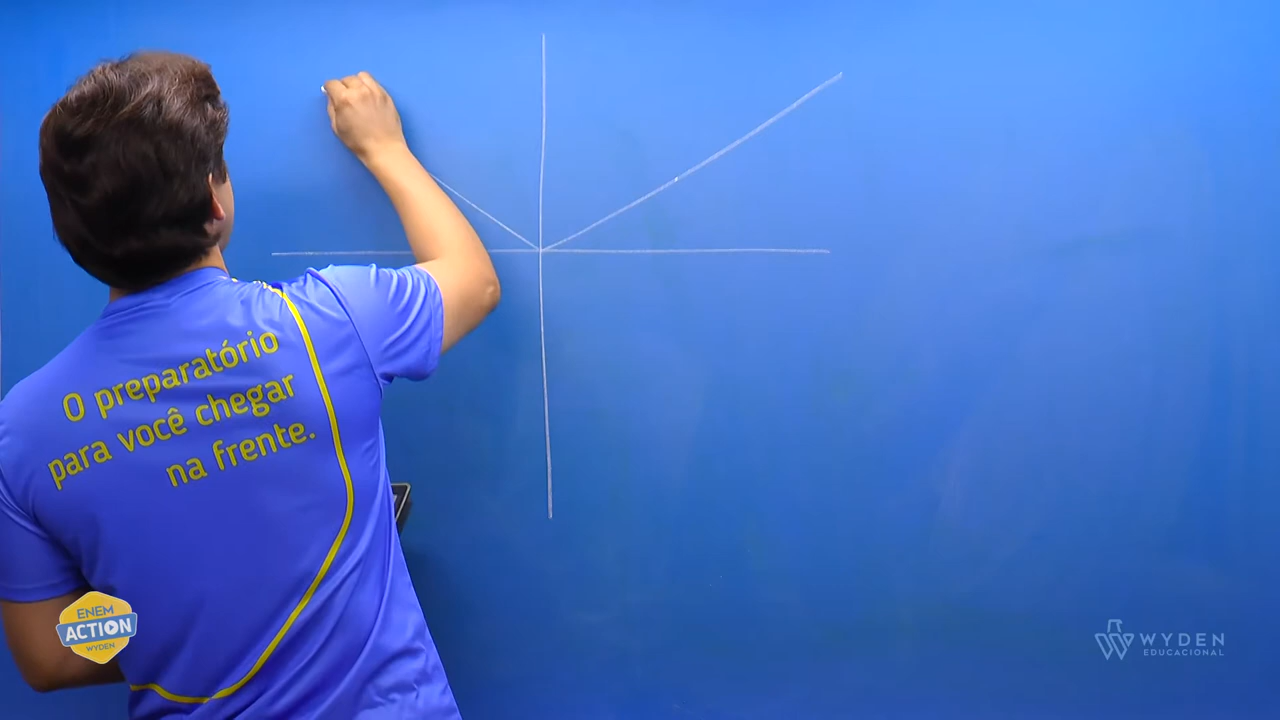 O preparatório
para você chegar
na frente.
ENEM
ACTION
WYDEN
WYDEN
EDUCACIONAL